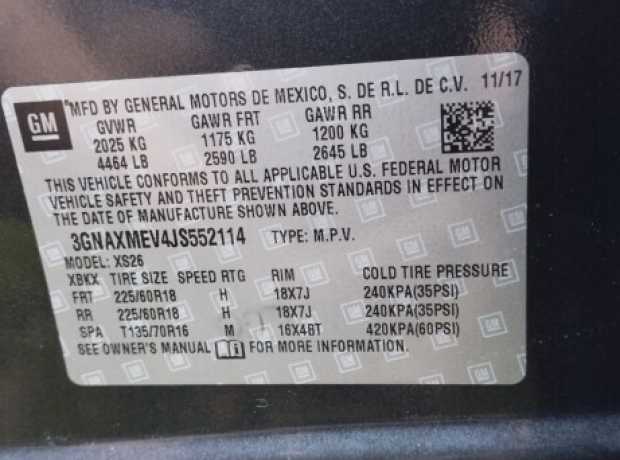 GM
*MFD BY GENERAL MOTORS DE MEXICO, S. DE R.L. DE C.V. 11/17
GVWR GAWR FRT GAWR RR
2025 KG 1175 KG 1200 KG
4464 LB 2590 LB 2645 LB
THIS VEHICLE CONFORMS TO ALL APPLICABLE U.S. FEDERAL MOTOR
VEHICLE SAFETY AND THEFT PREVENTION STANDARDS IN EFFECT ON
THE DATE OF MANUFACTURE SHOWN ABOVE.
3GNAXMEV4JS552114 TYPE: M.P.V.
MODEL: XS26
XBKX TIRE SIZE SPEED RTG RIM COLD TIRE PRESSURE
FRT 225/60R18 H 18X7J 240KPA(35PSI)
RR 225/60R18 H 18X7J 240KPA(35PSI)
SPA T135/70R16 M 16X4BT 420KPA(60PSI)
SEE OWNER'S MANUAL FOR MORE INFORMATION.